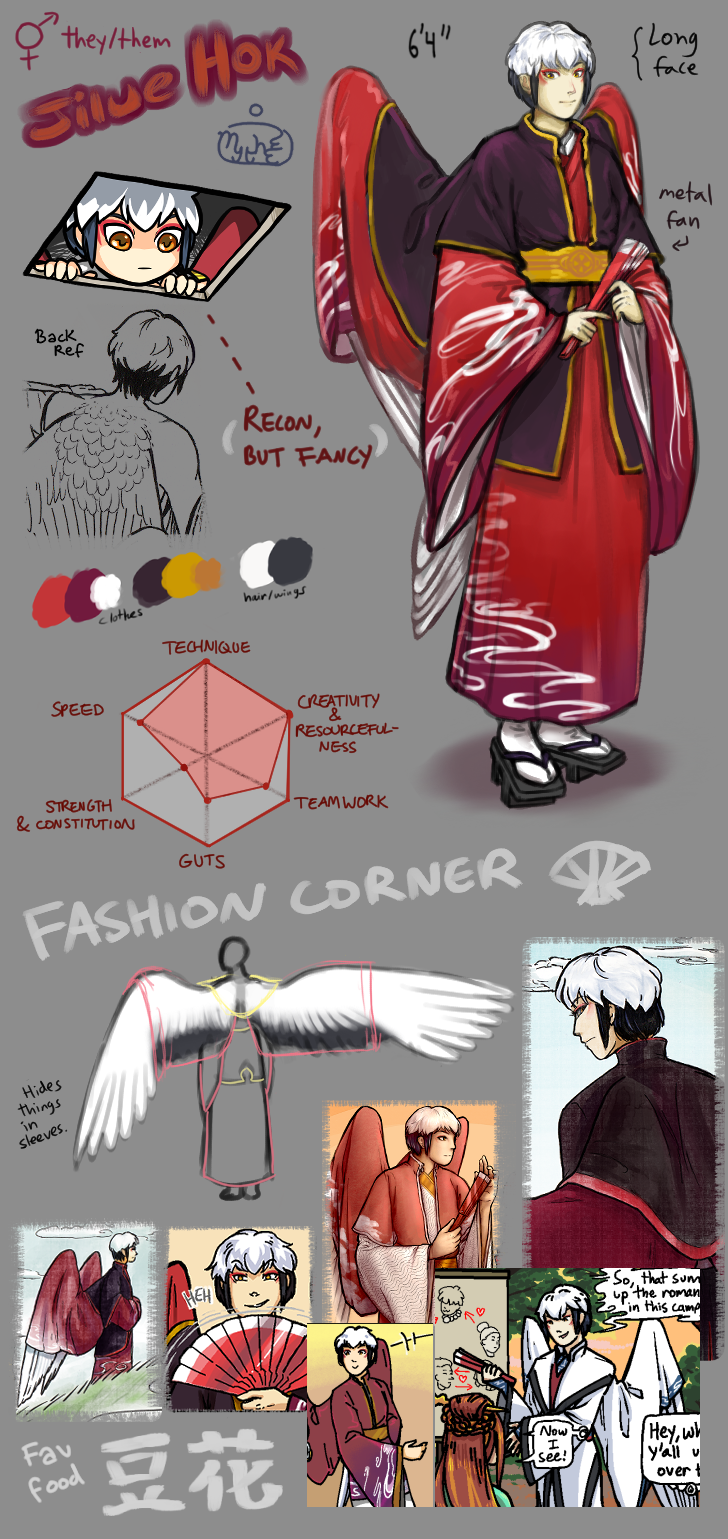 they/them
Jilue Hok
6'4"
Long
face
metal
fan
Back
Ref
Recon,
but fancy
clothes
hair/wings
TECHNIQUE
SPEED
CREATIVITY
&
RESOURCEFUL-
NESS
STRENGTH
& CONSTITUTION
TEAMWORK
GUTS
FASHION CORNER
Hides
things
in
sleeves.
HEH
So, that sum
up the roman
in this camp
Now
I
see!
Hey, wh
y'all u
over t
Fav
food
豆花